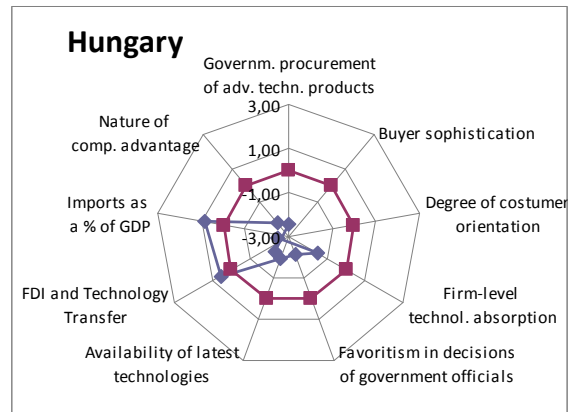 Hungary
Governm. procurement
of adv. techn. products
3,00
1,00
-1,00
-3,00
Buyer sophistication
Degree of costumer
orientation
Firm-level
technol. absorption
Favoritism in decisions
of government officials
Availability of latest
technologies
FDI and Technology
Transfer
Imports as
a % of GDP
Nature of
comp. advantage